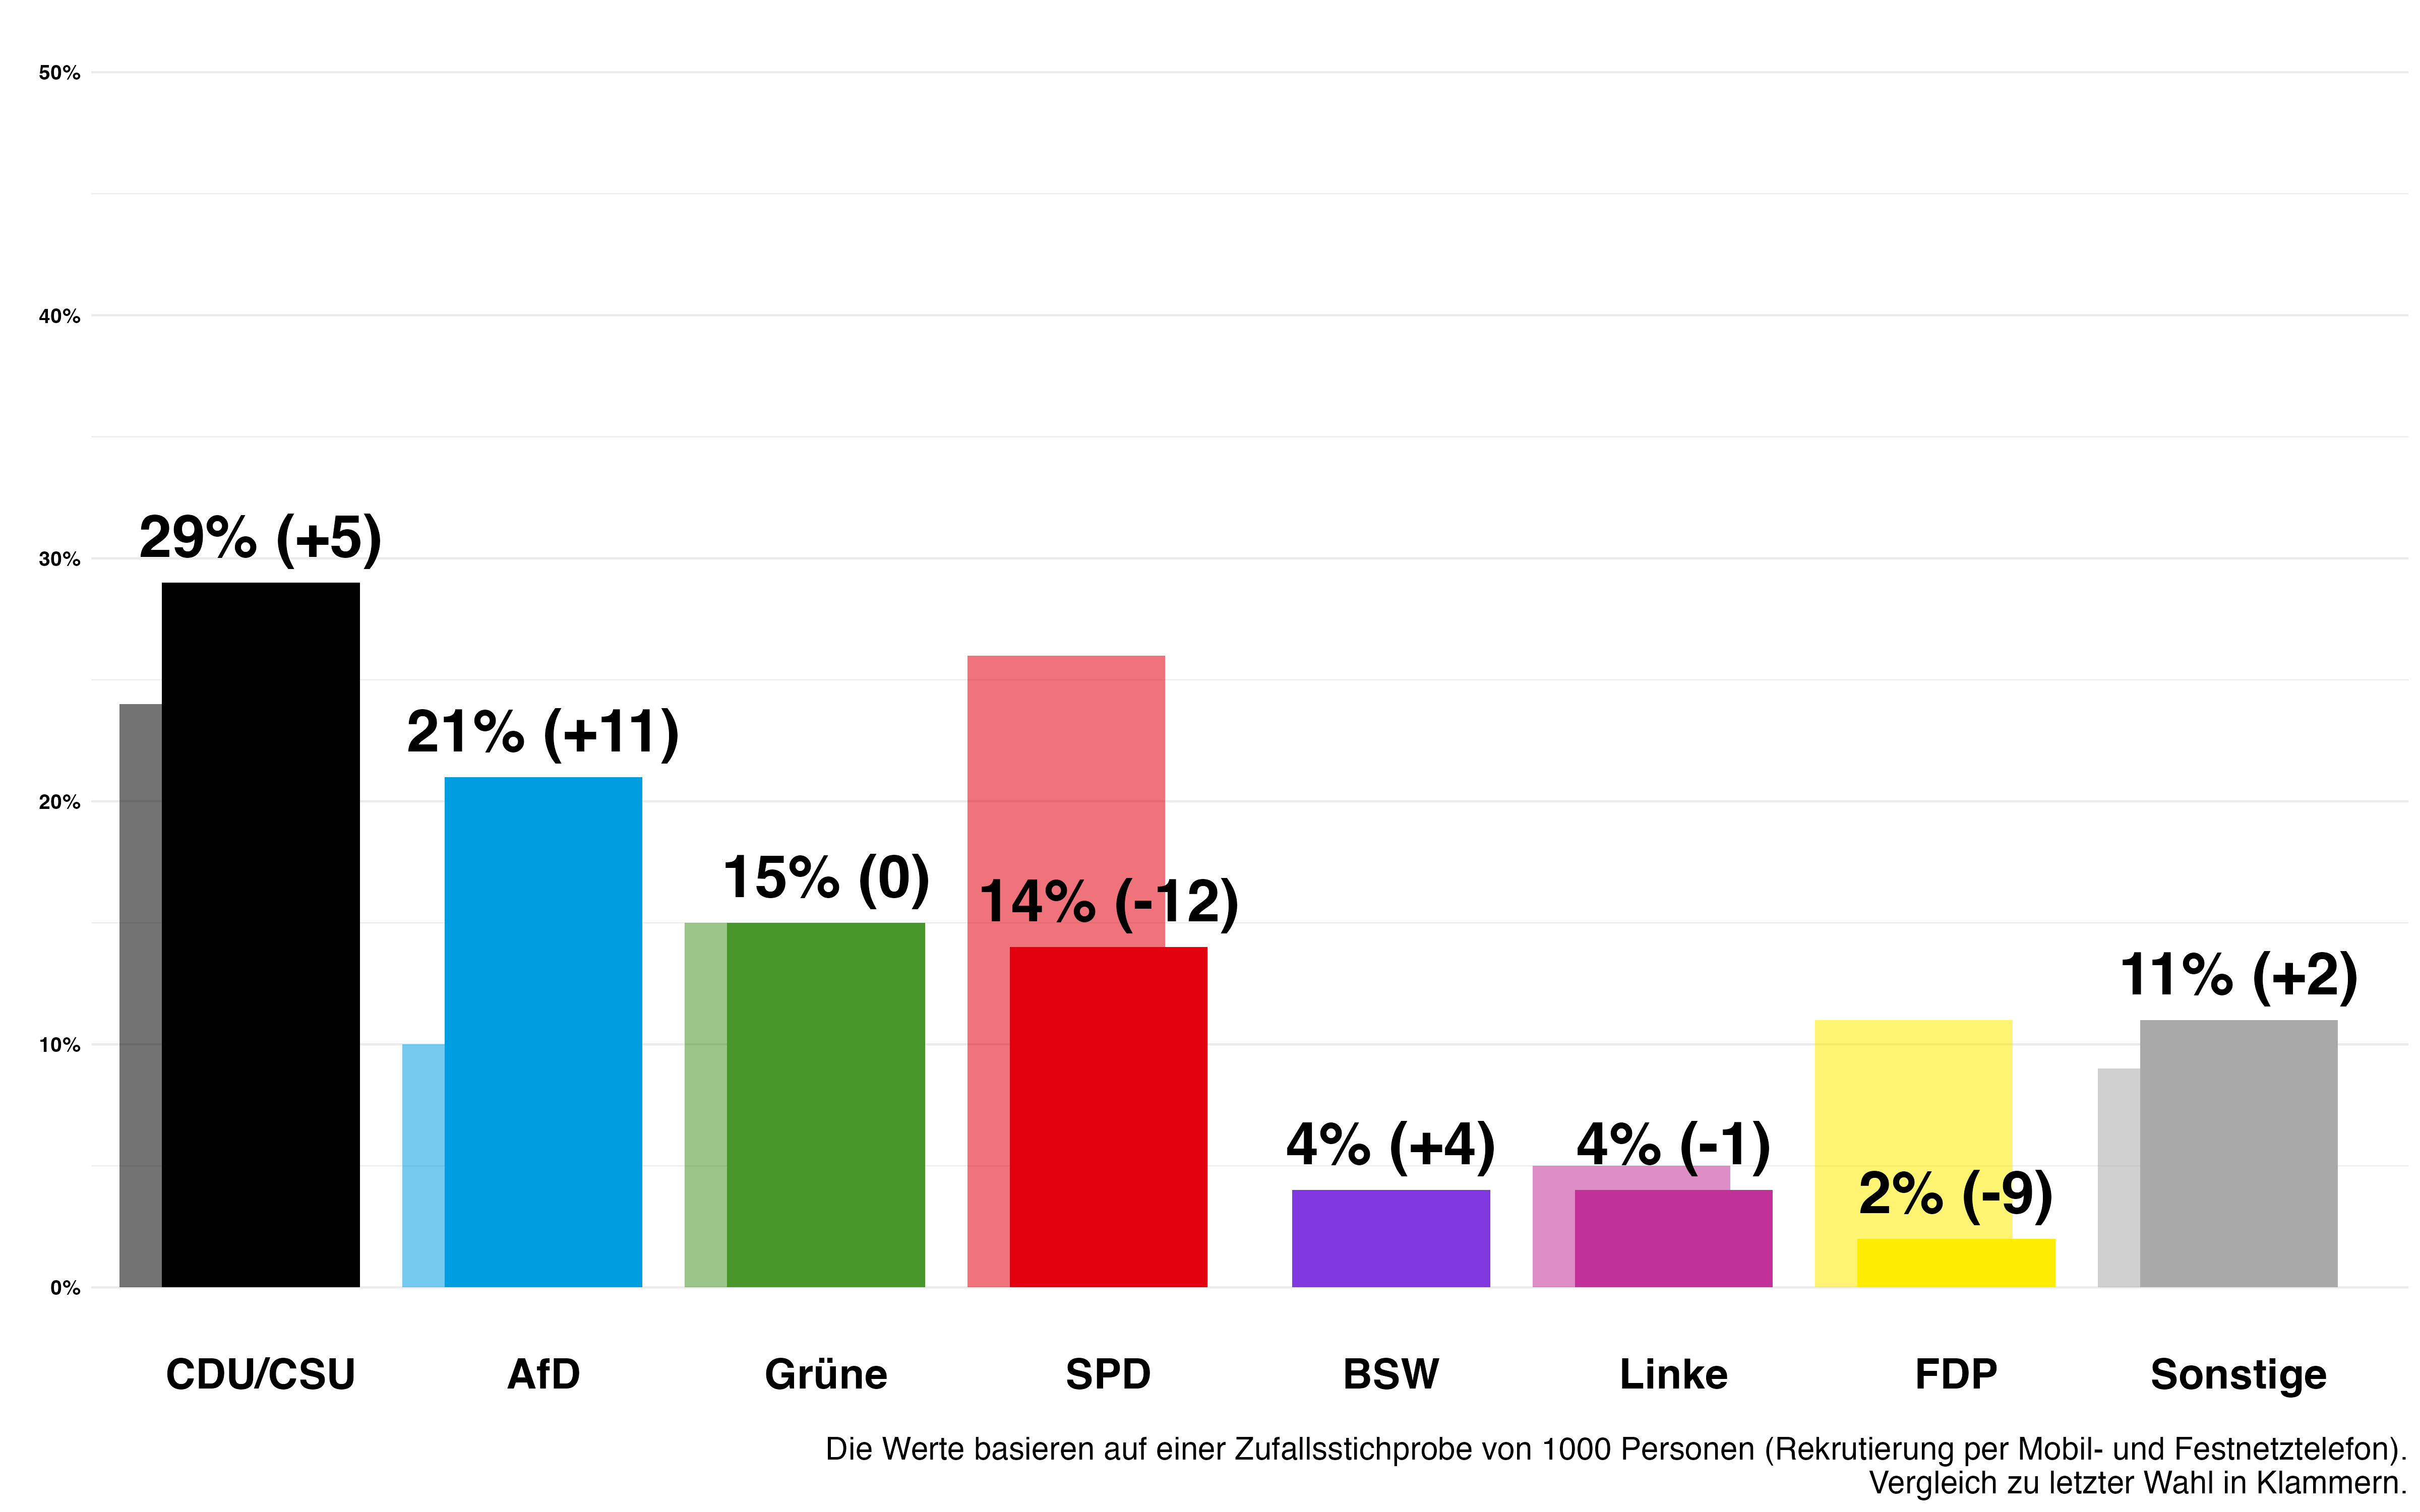 50%
40%
30%
20%
10%
0%
29% (+5)
21% (+11)
15% (0)
14% (-12)
4% (+4)
4% (-1)
2% (-9)
11% (+2)
CDU/CSU
AfD
Grüne
SPD
BSW
Linke
FDP
Sonstige
Die Werte basieren auf einer Zufallsstichprobe von 1000 Personen (Rekrutierung per Mobil- und Festnetztelefon).
Vergleich zu letzter Wahl in Klammern.